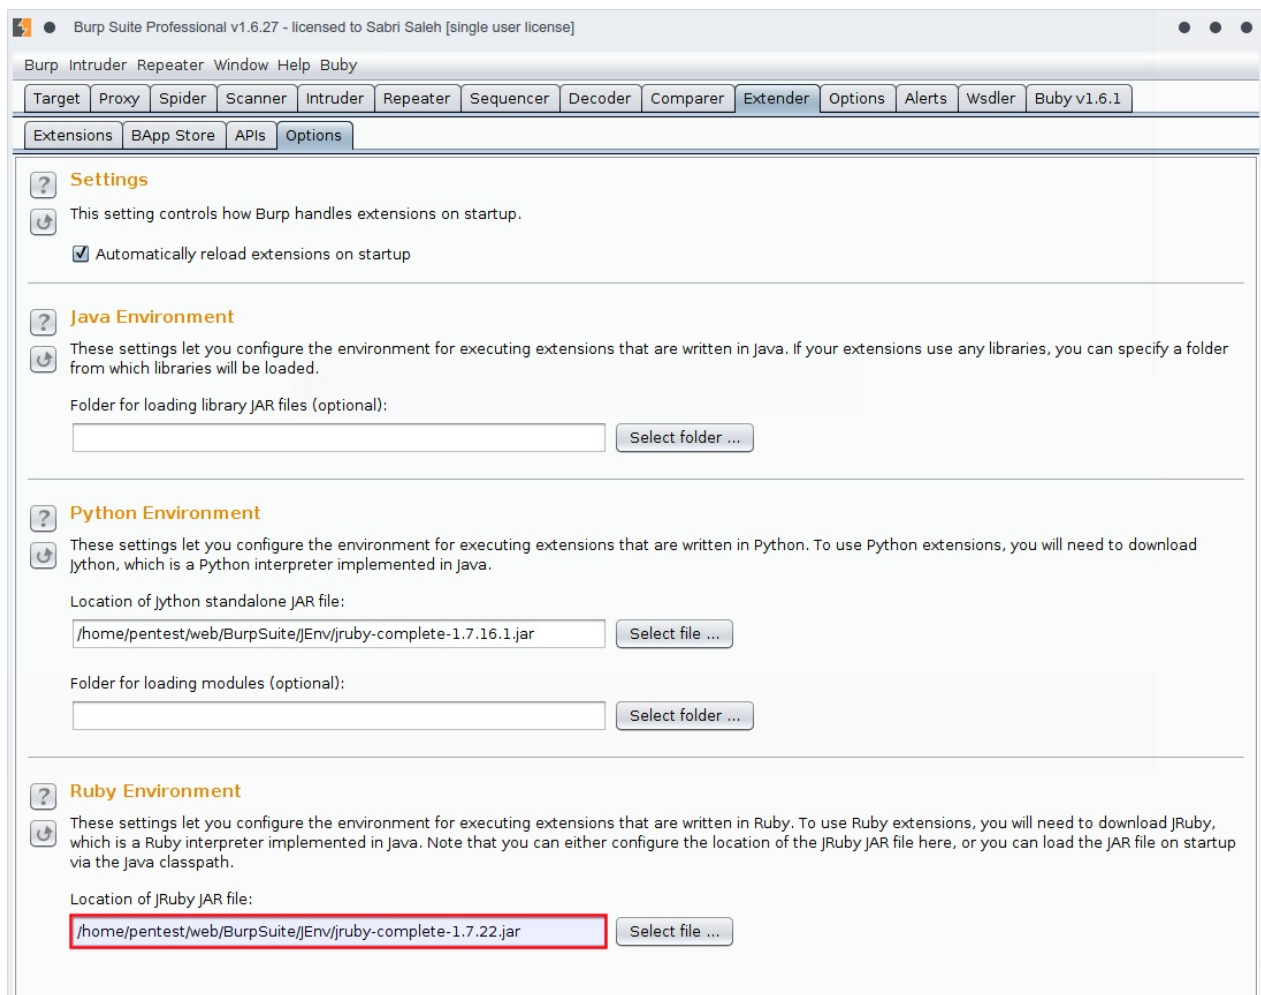 Burp Suite Professional v1.6.27 - licensed to Sabri Saleh [single user license]
Burp Intruder Repeater Window Help Buby
Target Proxy Spider Scanner Intruder Repeater Sequencer Decoder Comparer Extender Options Alerts Wsdler Buby v1.6.1
Extensions BApp Store APIs Options
? Settings
This setting controls how Burp handles extensions on startup.
Automatically reload extensions on startup
? Java Environment
These settings let you configure the environment for executing extensions that are written in Java. If your extensions use any libraries, you can specify a folder
from which libraries will be loaded.
Folder for loading library JAR files (optional):
Select folder ...
? Python Environment
These settings let you configure the environment for executing extensions that are written in Python. To use Python extensions, you will need to download
Jython, which is a Python interpreter implemented in Java.
Location of Jython standalone JAR file:
/home/pentest/web/BurpSuite/JEnv/jruby-complete-1.7.16.1.jar Select file ...
Folder for loading modules (optional):
Select folder ...
? Ruby Environment
These settings let you configure the environment for executing extensions that are written in Ruby. To use Ruby extensions, you will need to download JRuby,
which is a Ruby interpreter implemented in Java. Note that you can either configure the location of the JRuby JAR file here, or you can load the JAR file on startup
via the Java classpath.
Location of JRuby JAR file:
/home/pentest/web/BurpSuite/JEnv/jruby-complete-1.7.22.jar Select file ...